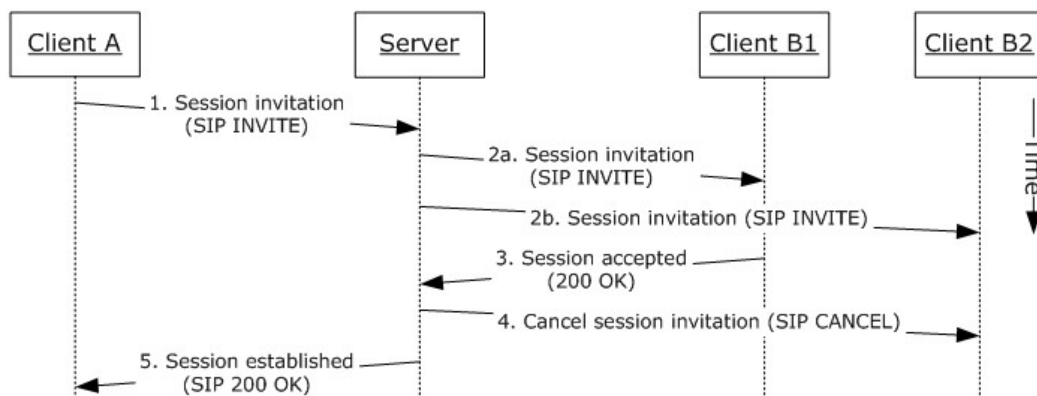 Client A
Server
Client B1
Client B2
1. Session invitation
(SIP INVITE)
Time
2a. Session invitation
(SIP INVITE)
2b. Session invitation (SIP INVITE)
3. Session accepted
(200 OK)
4. Cancel session invitation (SIP CANCEL)
5. Session established
(SIP 200 OK)